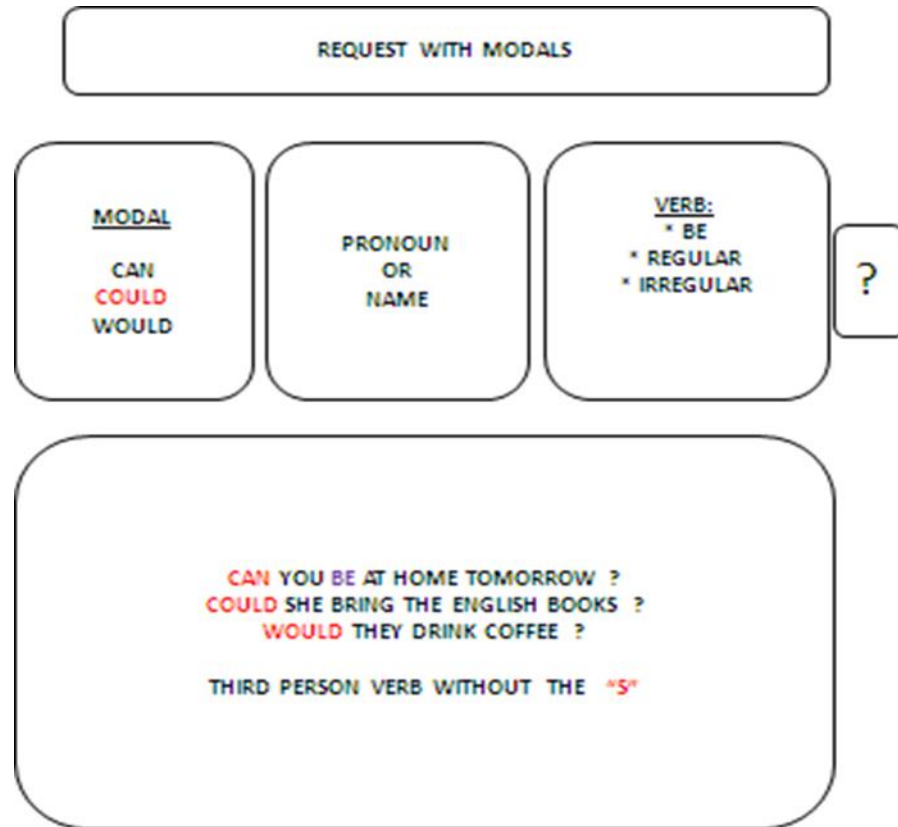 REQUEST WITH MODALS
MODAL
CAN
COULD
WOULD
PRONOUN
OR
NAME
VERB:
* BE
* REGULAR
* IRREGULAR
?
CAN YOU BE AT HOME TOMORROW ?
COULD SHE BRING THE ENGLISH BOOKS ?
WOULD THEY DRINK COFFEE ?
THIRD PERSON VERB WITHOUT THE "S"